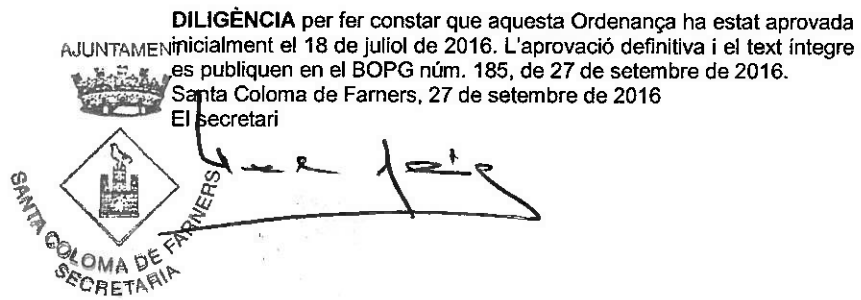 DILIGÈNCIA per fer constar que aquesta Ordenança ha estat aprovada
inicialment el 18 de juliol de 2016. L'aprovació definitiva i el text íntegre
es publiquen en el BOPG núm. 185, de 27 de setembre de 2016.
Santa Coloma de Farners, 27 de setembre de 2016
El secretari
AJUNTAMENT
SANTA COLOMA DE FARNERS
SECRETARIA